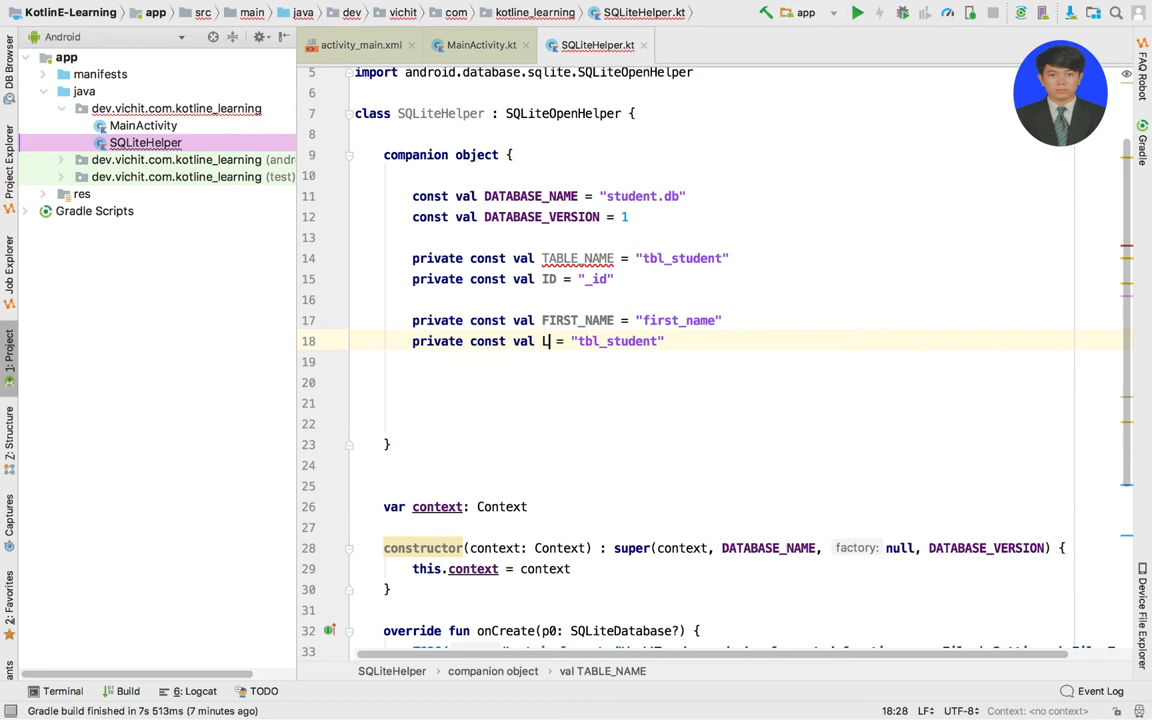 KotlinE-Learning app src main java dev vichit com kotline_learning SQLiteHelper.kt app
Android
activity_main.xml MainActivity.kt SQLiteHelper.kt
app
manifests
java
dev.vichit.com.kotline_learning
MainActivity
SQLiteHelper
dev.vichit.com.kotline_learning (andr
dev.vichit.com.kotline_learning (test)
res
Gradle Scripts
DB Browser
Project Explorer
Job Explorer
1: Project
Z: Structure
Captures
2: Favorites
ants
5 import android.database.sqlite.SQLiteOpenHelper
6
7 class SQLiteHelper : SQLiteOpenHelper {
8
9 companion object {
10
11 const val DATABASE_NAME = "student.db"
12 const val DATABASE_VERSION = 1
13
14 private const val TABLE_NAME = "tbl_student"
15 private const val ID = "_id"
16
17 private const val FIRST_NAME = "first_name"
18 private const val L = "tbl_student"
19
20
21
22
23 }
24
25
26 var context: Context
27
28 constructor(context: Context) : super(context, DATABASE_NAME, factory: null, DATABASE_VERSION) {
29 this.context = context
30 }
31
32 override fun onCreate(p0: SQLiteDatabase?) {
33
FAQ Robot
Gradle
Device File Explorer
SQLiteHelper › companion object › val TABLE_NAME
Terminal Build 6: Logcat TODO Event Log
Gradle build finished in 7s 513ms (7 minutes ago) 18:28 LF UTF-8 Context: <no context>